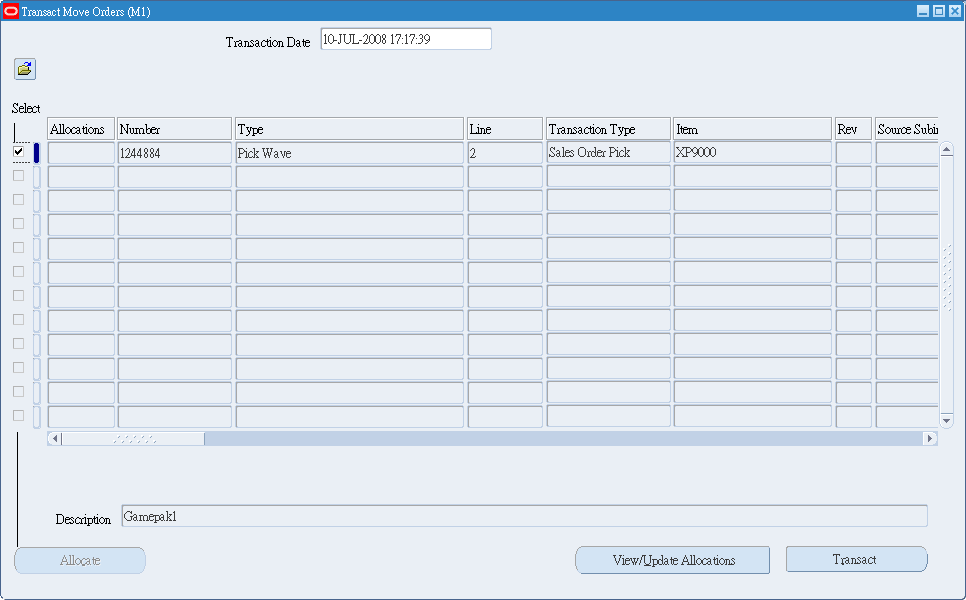 Transact Move Orders (M1)
Transaction Date 10-JUL-2008 17:17:39
Select
Allocations Number Type Line Transaction Type Item Rev Source Subin
1244884 Pick Wave 2 Sales Order Pick XP9000
Description Gamepak1
Allocate View/Update Allocations Transact